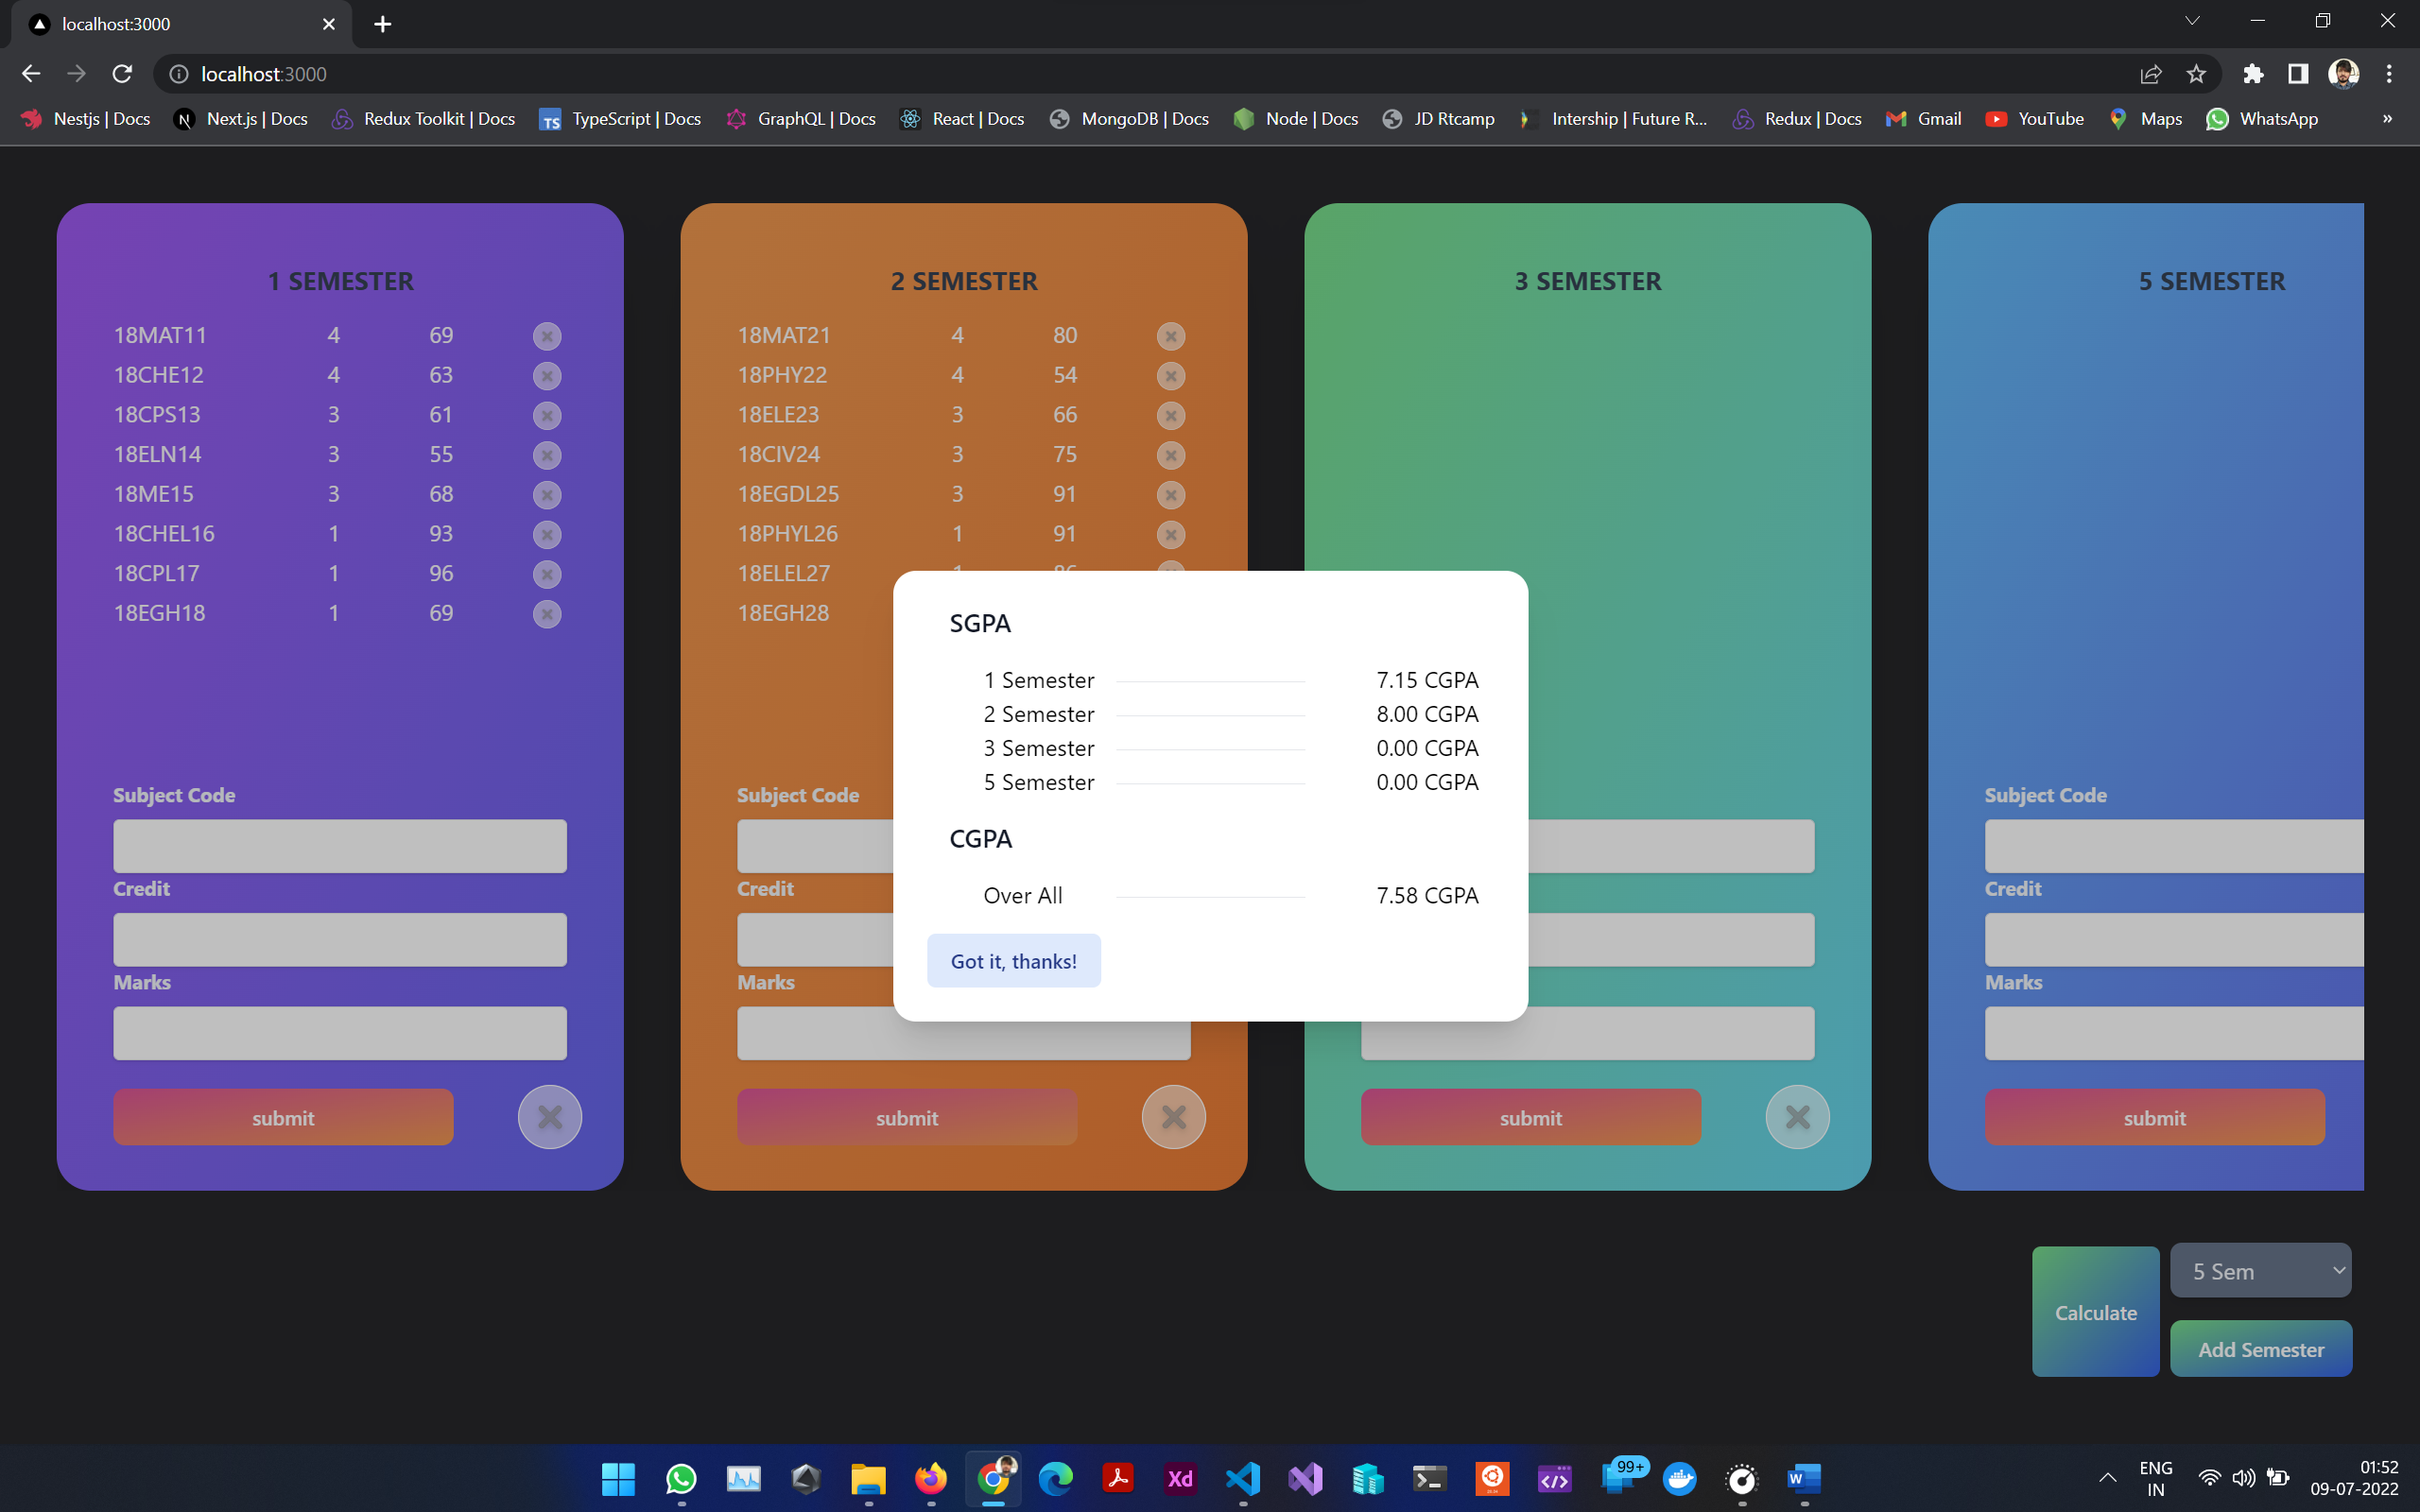 localhost:3000
localhost:3000
Nestjs | Docs
Next.js | Docs
Redux Toolkit | Docs
TS
TypeScript | Docs
GraphQL | Docs
React | Docs
MongoDB | Docs
Node | Docs
JD Rtcamp
Intership | Future R...
Redux | Docs
Gmail
YouTube
Maps
WhatsApp
»
1 SEMESTER
18MAT11 4 69
18CHE12 4 63
18CPS13 3 61
18ELN14 3 55
18ME15 3 68
18CHEL16 1 93
18CPL17 1 96
18EGH18 1 69
Subject Code
Credit
Marks
submit
2 SEMESTER
18MAT21 4 80
18PHY22 4 54
18ELE23 3 66
18CIV24 3 75
18EGDL25 3 91
18PHYL26 1 91
18ELEL27
18EGH28
Subject Code
Credit
Marks
submit
3 SEMESTER
submit
5 SEMESTER
Subject Code
Credit
Marks
submit
SGPA
1 Semester 7.15 CGPA
2 Semester 8.00 CGPA
3 Semester 0.00 CGPA
5 Semester 0.00 CGPA
CGPA
Over All 7.58 CGPA
Got it, thanks!
Calculate
5 Sem
Add Semester
Xd
99+
W
ENG
IN
01:52
09-07-2022